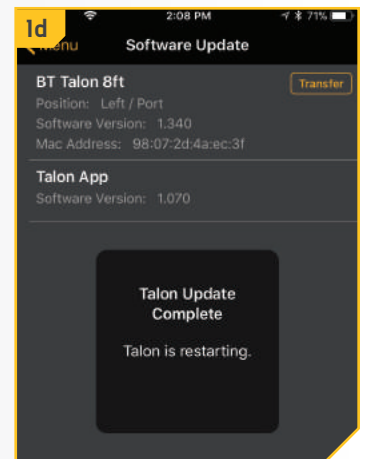 1d
2:08 PM
71%
Menu
Software Update
BT Talon 8ft
Transfer
Position: Left / Port
Software Version: 1.340
Mac Address: 98:07:2d:4a:ec:3f
Talon App
Software Version: 1.070
Talon Update
Complete
Talon is restarting.